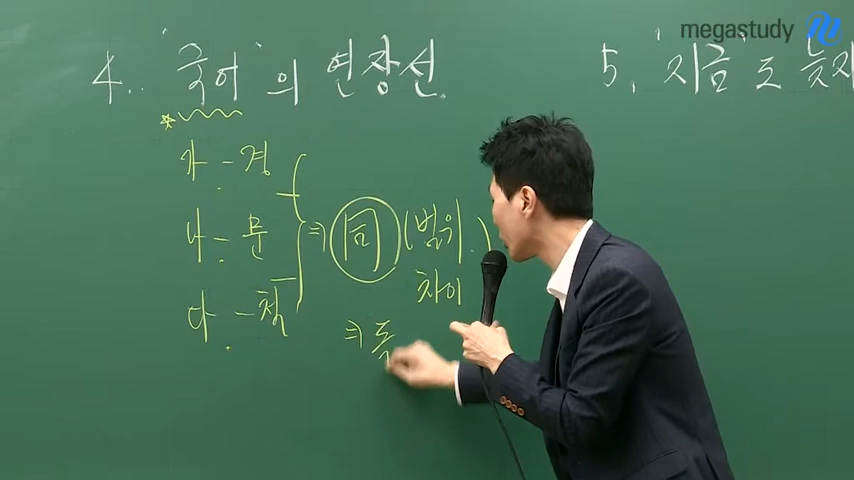 megastudy
4. '국어'의 연장선.
가 - 경
나 - 문
다 - 철
⇒ 同 (범위)
차이
⇒
5. '지금'도 늦지